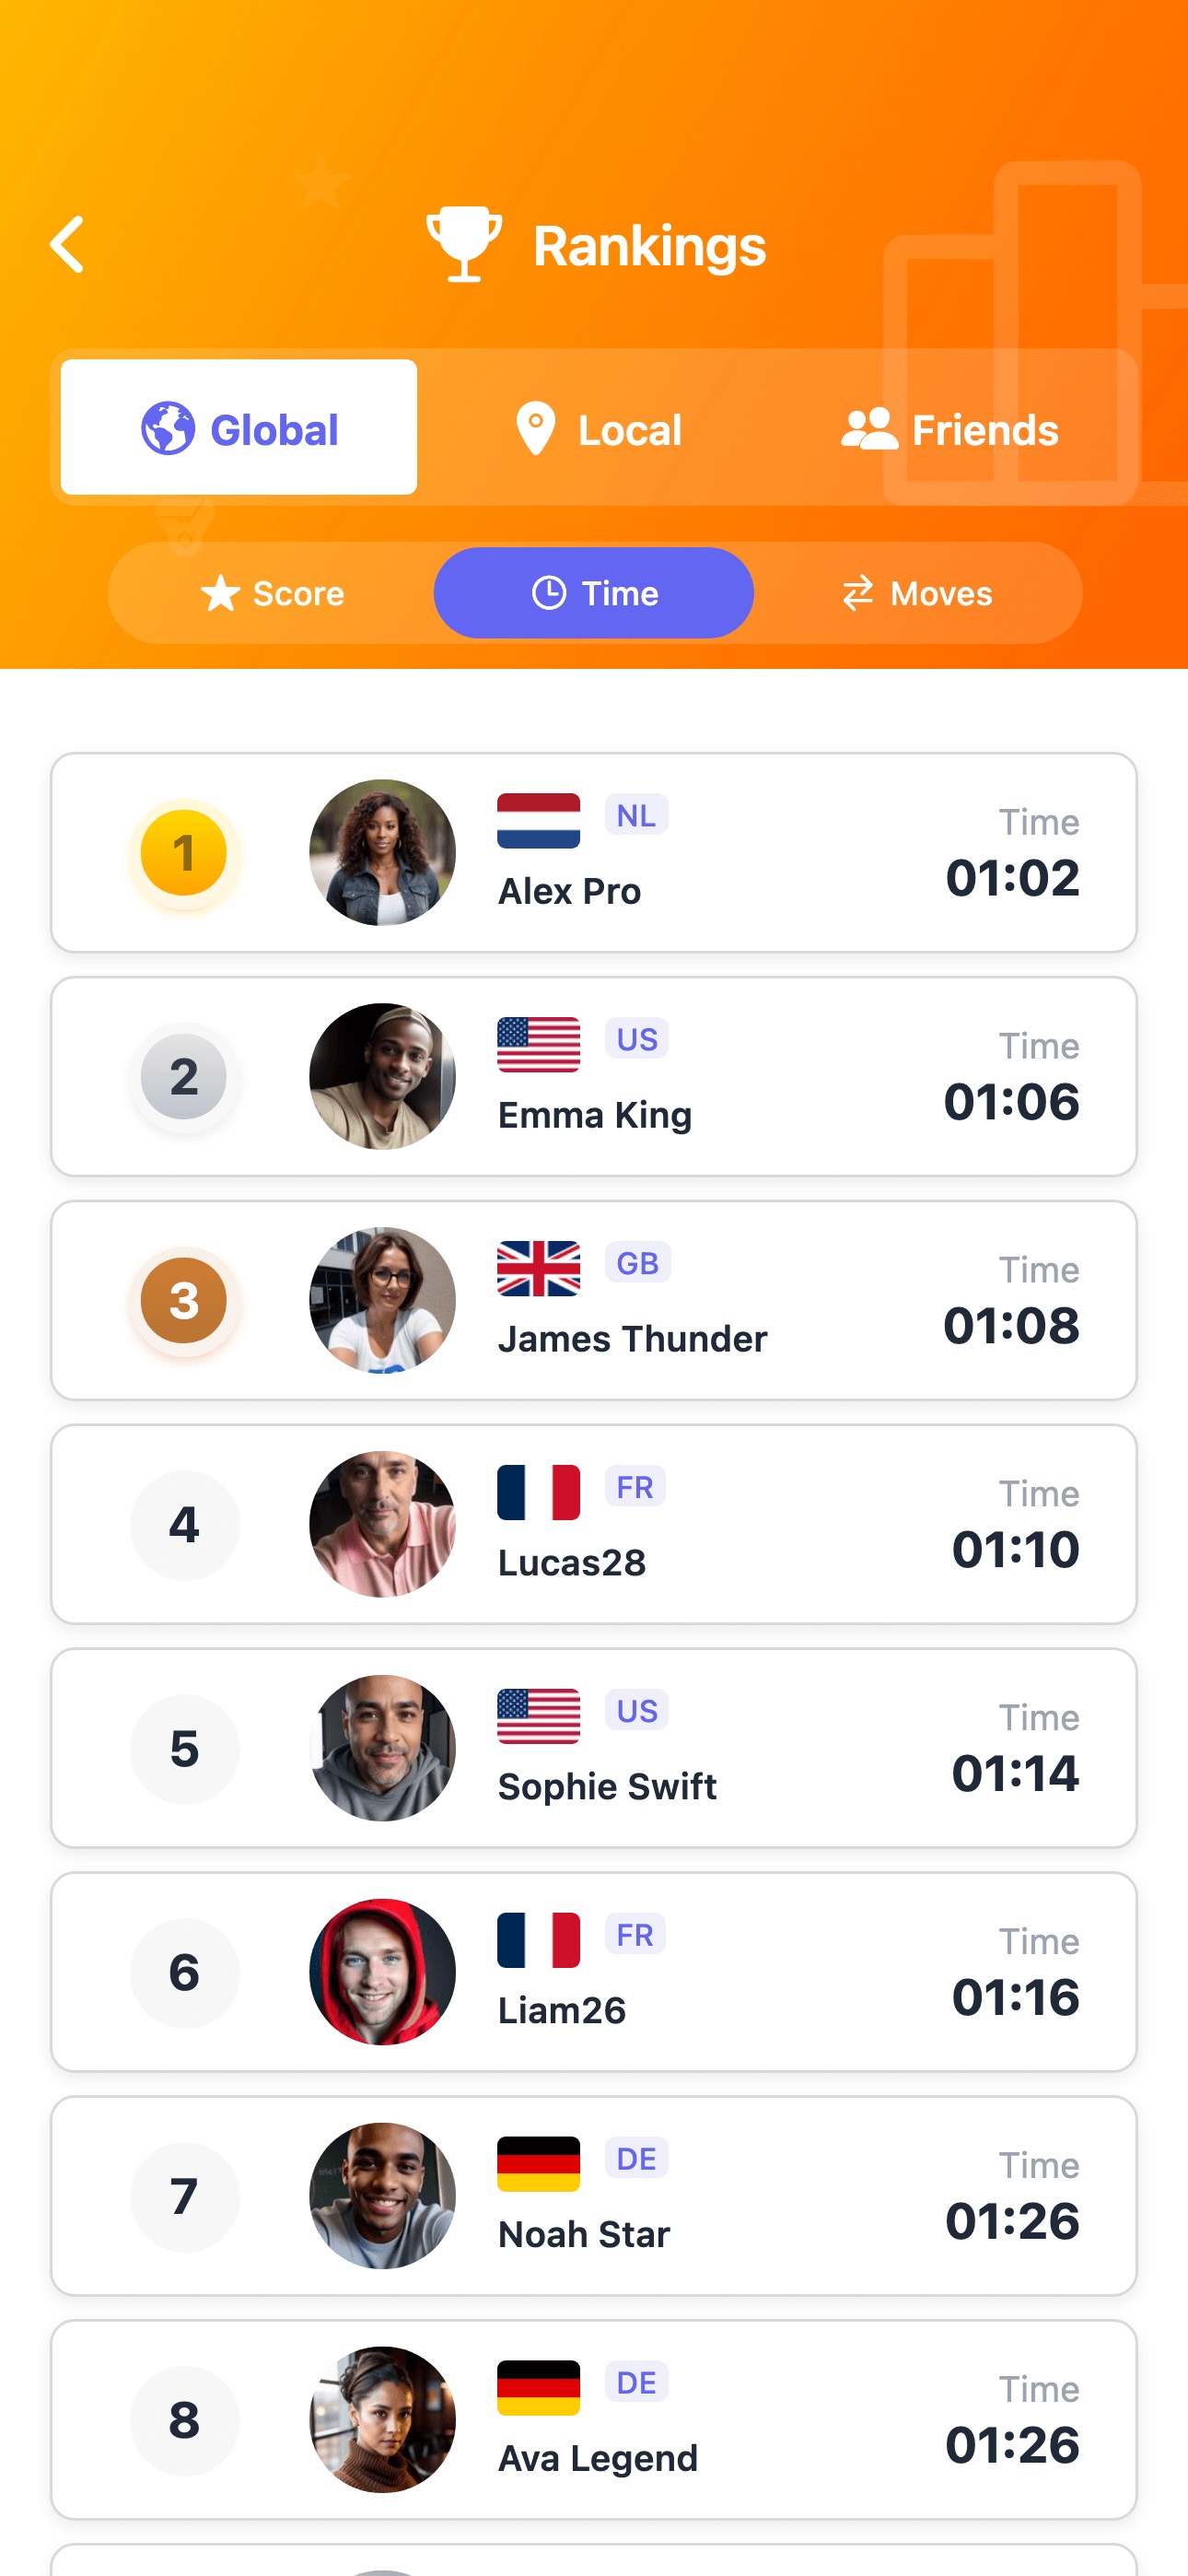 Rankings
Global Local Friends
Score Time Moves
1 NL Time
Alex Pro 01:02
2 US Time
Emma King 01:06
3 GB Time
James Thunder 01:08
4 FR Time
Lucas28 01:10
5 US Time
Sophie Swift 01:14
6 FR Time
Liam26 01:16
7 DE Time
Noah Star 01:26
8 DE Time
Ava Legend 01:26